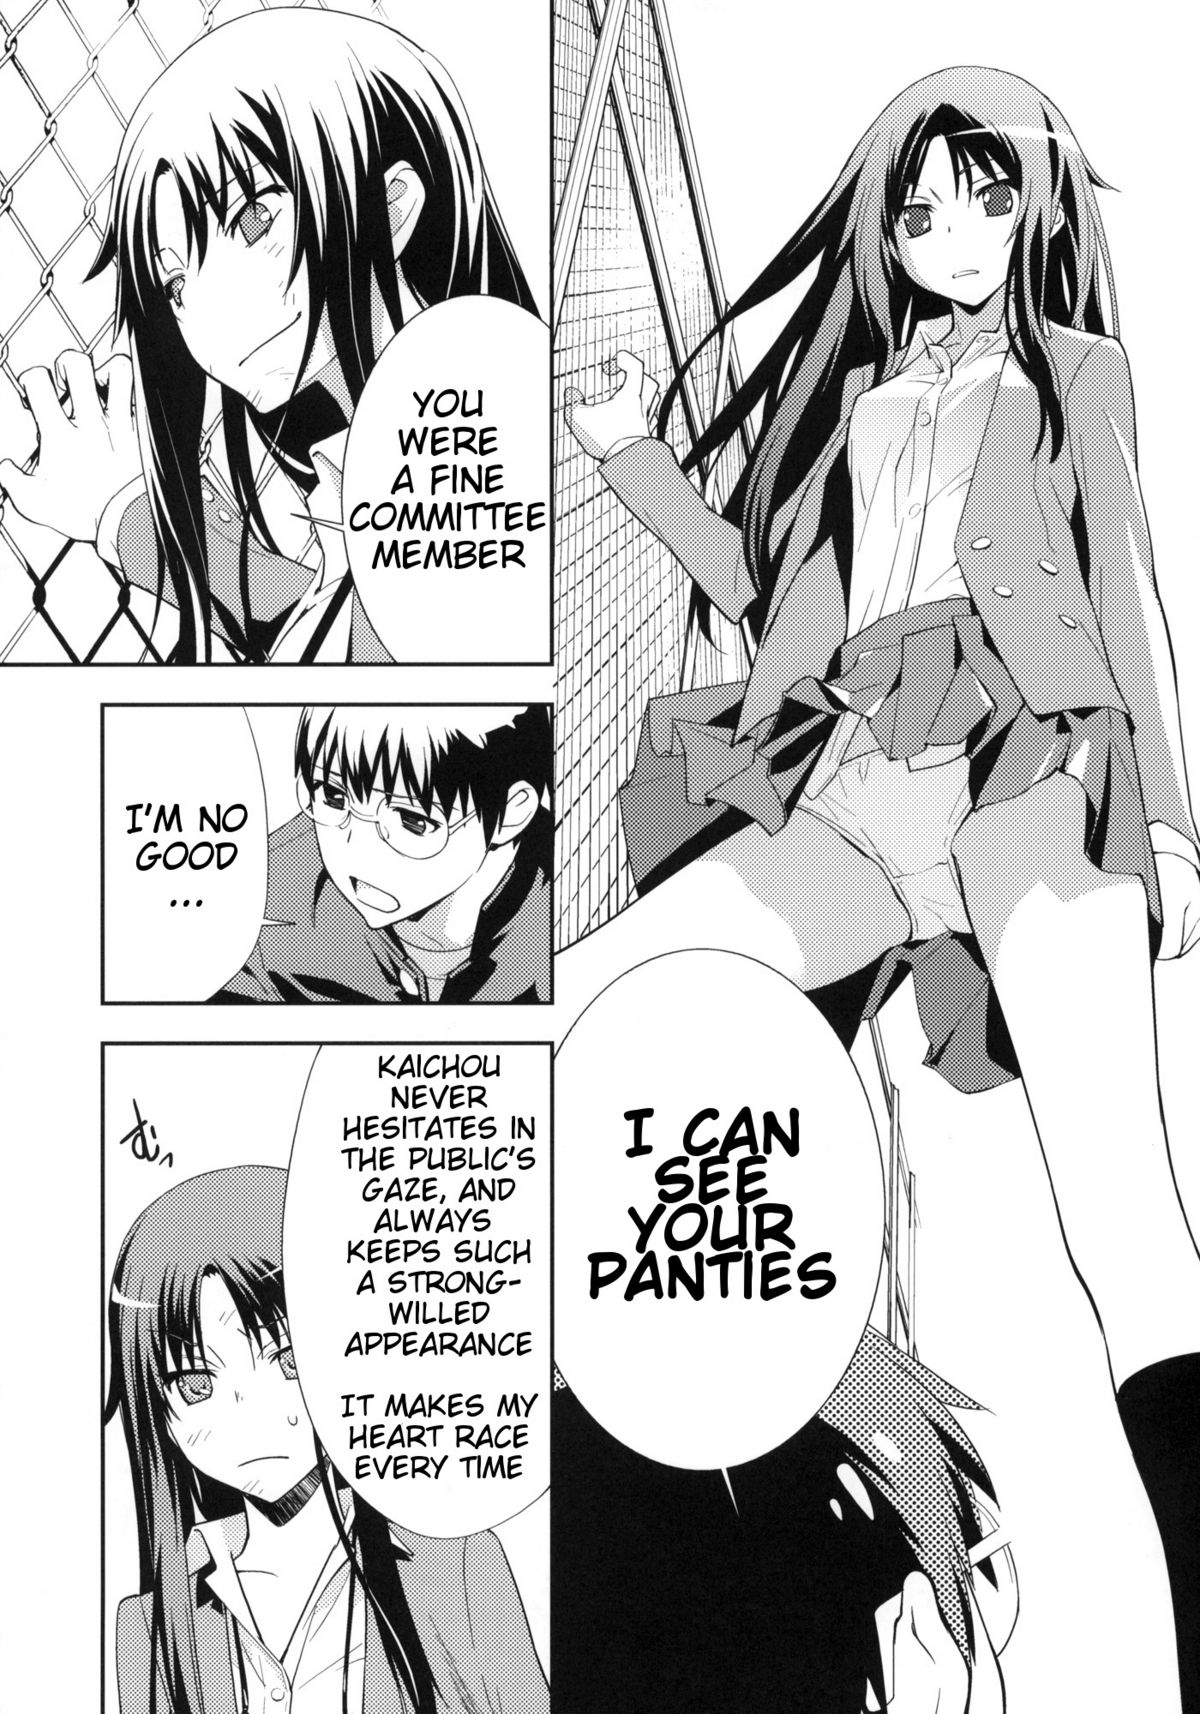 I CAN
SEE
YOUR
PANTIES
YOU
WERE
A FINE
COMMITTEE
MEMBER
I'M NO
GOOD
...
KAICHOU
NEVER
HESITATES IN
THE PUBLIC'S
GAZE, AND
ALWAYS
KEEPS SUCH
A STRONG-
WILLED
APPEARANCE
IT MAKES MY
HEART RACE
EVERY TIME
むっ